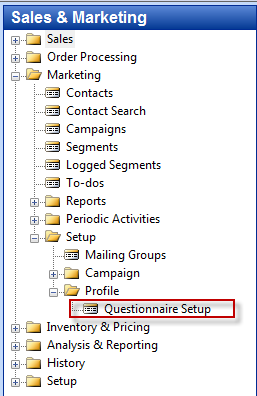 Sales & Marketing
Sales
Order Processing
Marketing
Contacts
Contact Search
Campaigns
Segments
Logged Segments
To-dos
Reports
Periodic Activities
Setup
Mailing Groups
Campaign
Profile
Questionnaire Setup
Inventory & Pricing
Analysis & Reporting
History
Setup